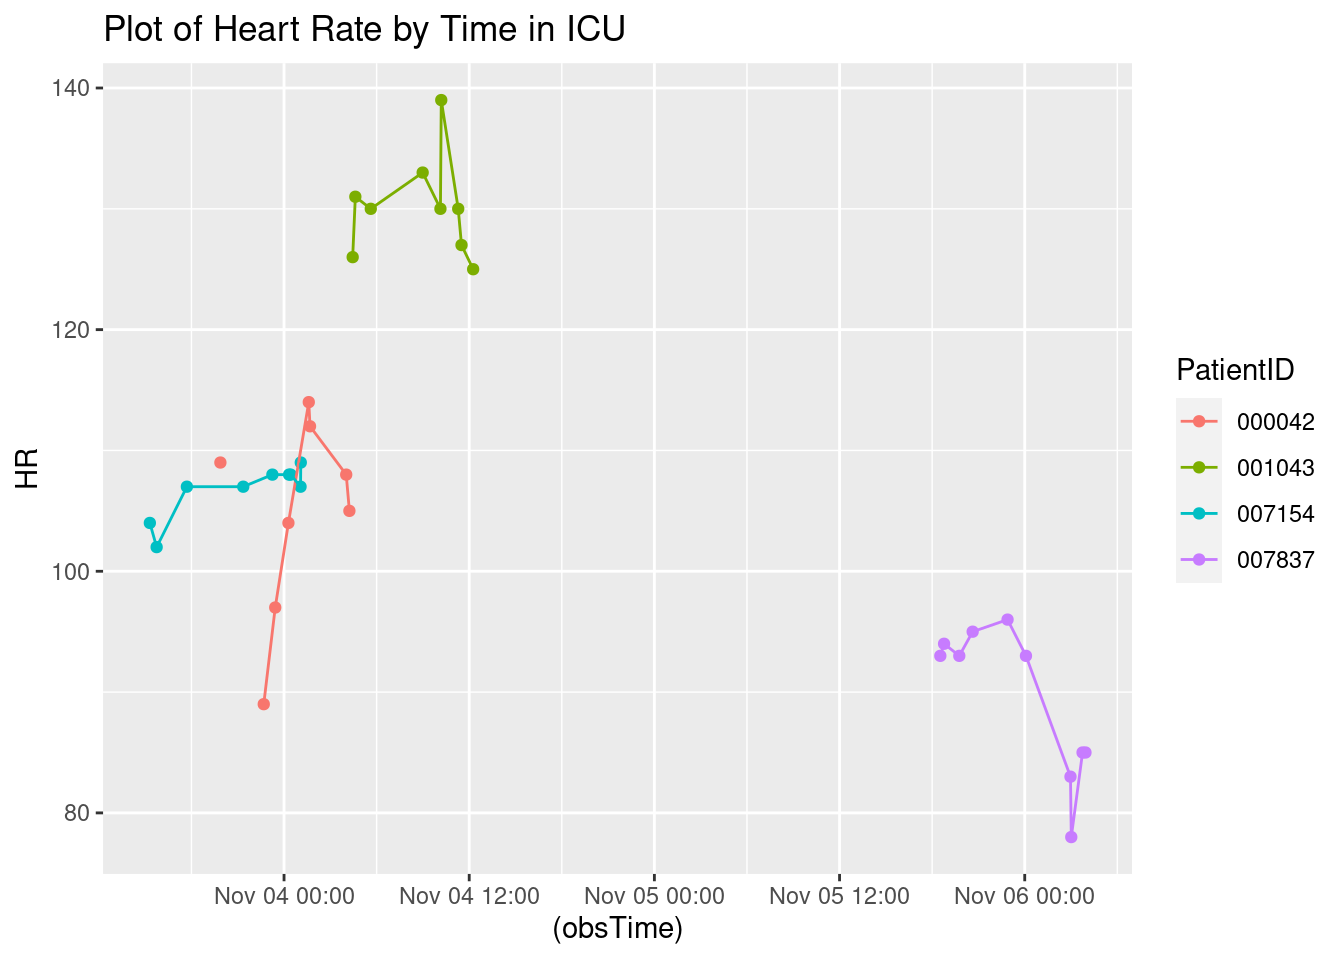 Plot of Heart Rate by Time in ICU
HR
140
120
100
80
Nov 04 00:00 Nov 04 12:00 Nov 05 00:00 Nov 05 12:00 Nov 06 00:00
(obsTime)
PatientID
000042
001043
007154
007837